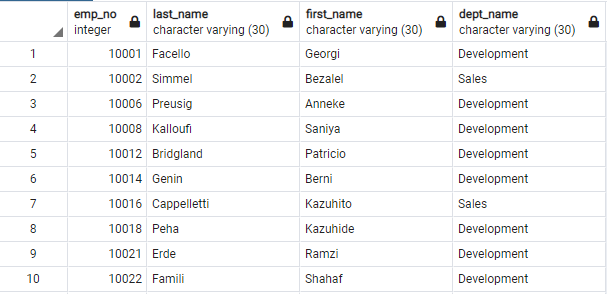 emp_no last_name first_name dept_name
integer character varying (30) character varying (30) character varying (30)
1 10001 Facello Georgi Development
2 10002 Simmel Bezalel Sales
3 10006 Preusig Anneke Development
4 10008 Kalloufi Saniya Development
5 10012 Bridgland Patricio Development
6 10014 Genin Berni Development
7 10016 Cappelletti Kazuhito Sales
8 10018 Peha Kazuhide Development
9 10021 Erde Ramzi Development
10 10022 Famili Shahaf Development